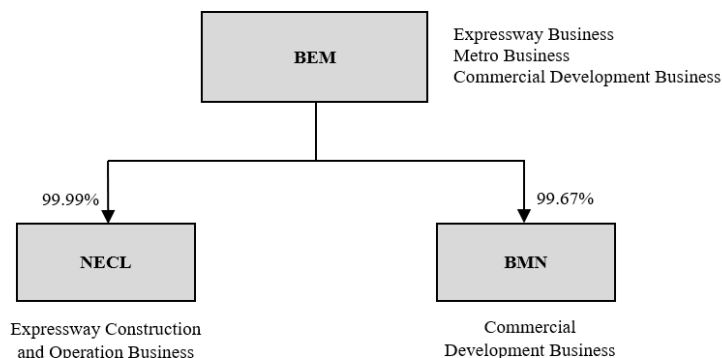 BEM
Expressway Business
Metro Business
Commercial Development Business
99.99%
99.67%
NECL
BMN
Expressway Construction
and Operation Business
Commercial
Development Business